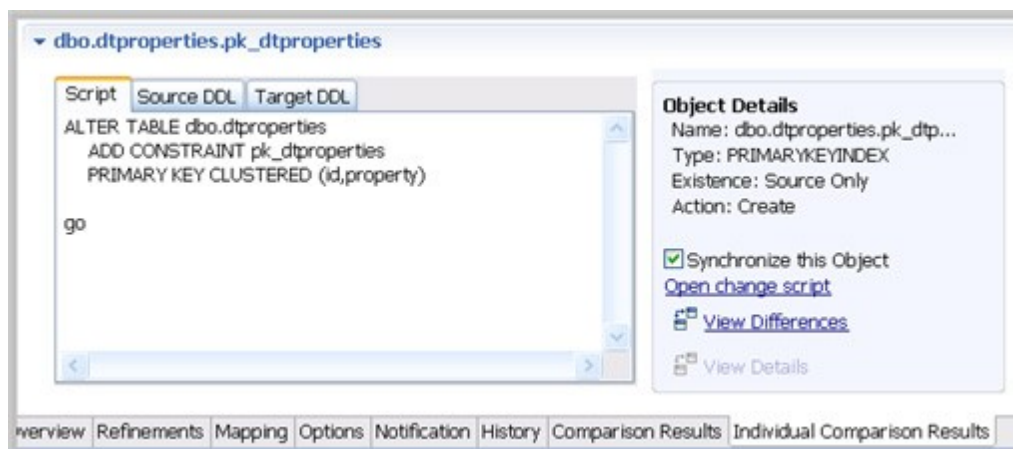 dbo.dtproperties.pk_dtproperties
Script Source DDL Target DDL
ALTER TABLE dbo.dtproperties
ADD CONSTRAINT pk_dtproperties
PRIMARY KEY CLUSTERED (id,property)
go
Object Details
Name: dbo.dtproperties.pk_dtp...
Type: PRIMARYKEYINDEX
Existence: Source Only
Action: Create
Synchronize this Object
Open change script
View Differences
View Details
verview Refinements Mapping Options Notification History Comparison Results Individual Comparison Results